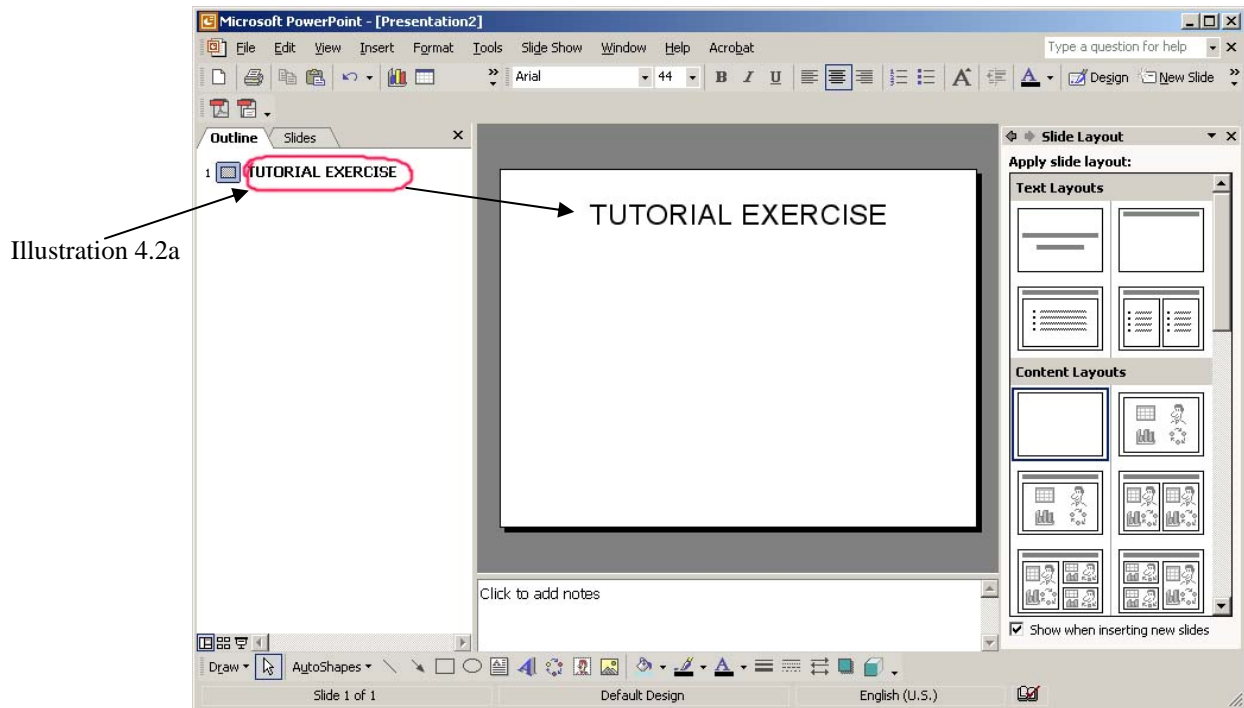 Microsoft PowerPoint - [Presentation2]
File Edit View Insert Format Tools Slide Show Window Help Acrobat Type a question for help
Arial 44 B I U A A Design New Slide
Outline Slides Slide Layout
1 TUTORIAL EXERCISE
Apply slide layout:
Text Layouts
TUTORIAL EXERCISE
Illustration 4.2a
Content Layouts
Click to add notes
Show when inserting new slides
Draw AutoShapes A A
Slide 1 of 1 Default Design English (U.S.)